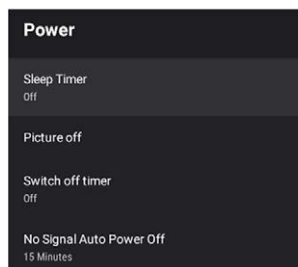 Power
Sleep Timer
Off
Picture off
Switch off timer
Off
No Signal Auto Power Off
15 Minutes